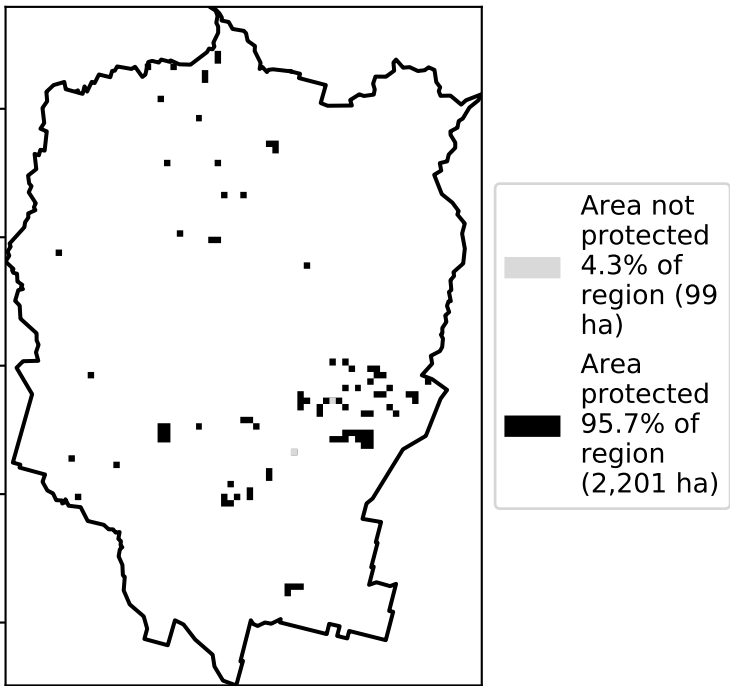 Area not
protected
4.3% of
region (99
ha)
Area
protected
95.7% of
region
(2,201 ha)